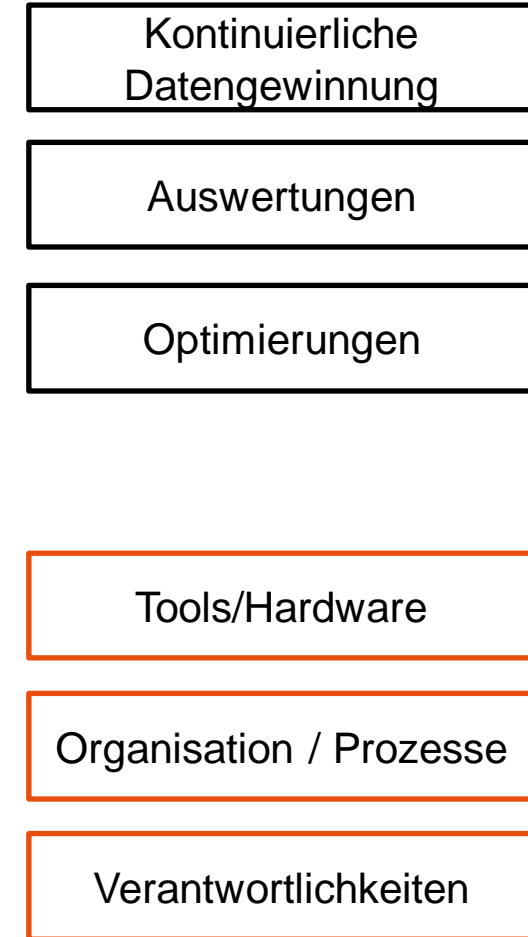 Kontinuierliche
Datengewinnung
Auswertungen
Optimierungen
Tools/Hardware
Organisation / Prozesse
Verantwortlichkeiten